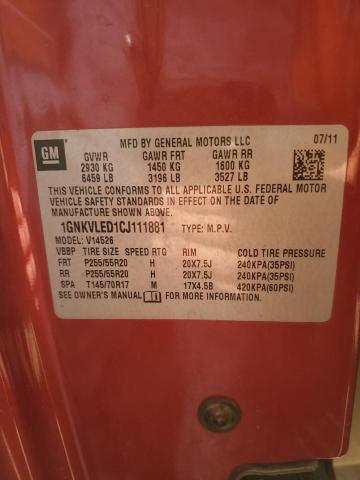 GM
MFD BY GENERAL MOTORS LLC 07/11
GVWR GAWR FRT GAWR RR
2930 KG 1450 KG 1600 KG
6459 LB 3196 LB 3527 LB
THIS VEHICLE CONFORMS TO ALL APPLICABLE U.S. FEDERAL MOTOR
VEHICLE SAFETY STANDARDS IN EFFECT ON THE DATE OF
MANUFACTURE SHOWN ABOVE.
1GNKVLED1CJ111881 TYPE: M.P.V.
MODEL: V14526
VBBP TIRE SIZE SPEED RTG RIM COLD TIRE PRESSURE
FRT P255/55R20 H 20X7.5J 240KPA(35PSI)
RR P255/55R20 H 20X7.5J 240KPA(35PSI)
SPA T145/70R17 M 17X4.5B 420KPA(60PSI)
SEE OWNER'S MANUAL FOR MORE INFORMATION.